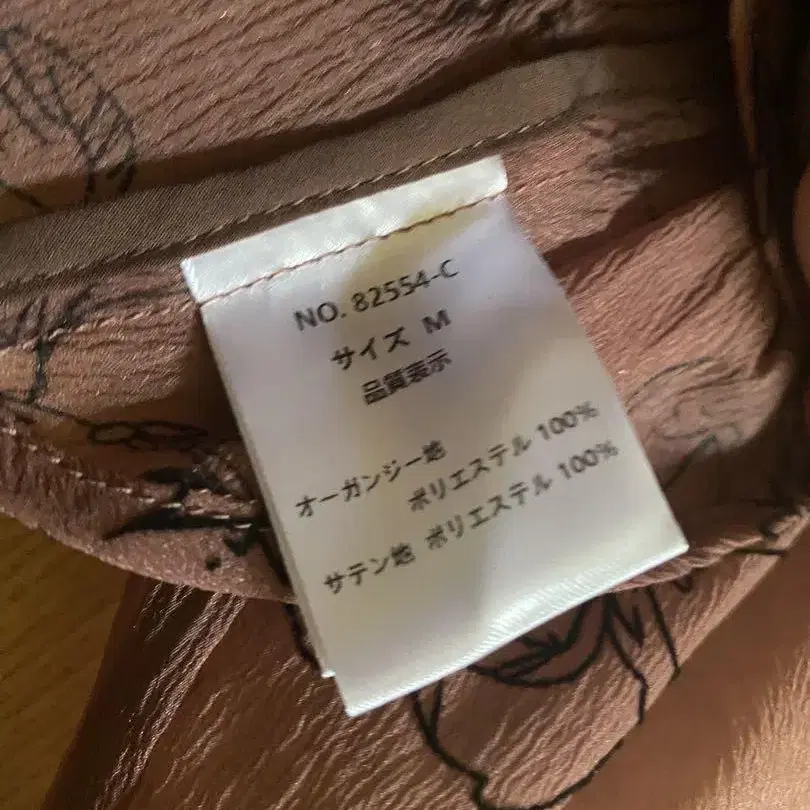 NO. 82554-C
サイズ M
品質表示
オーガンジー地
ポリエステル 100%
サテン地 ポリエステル 100%